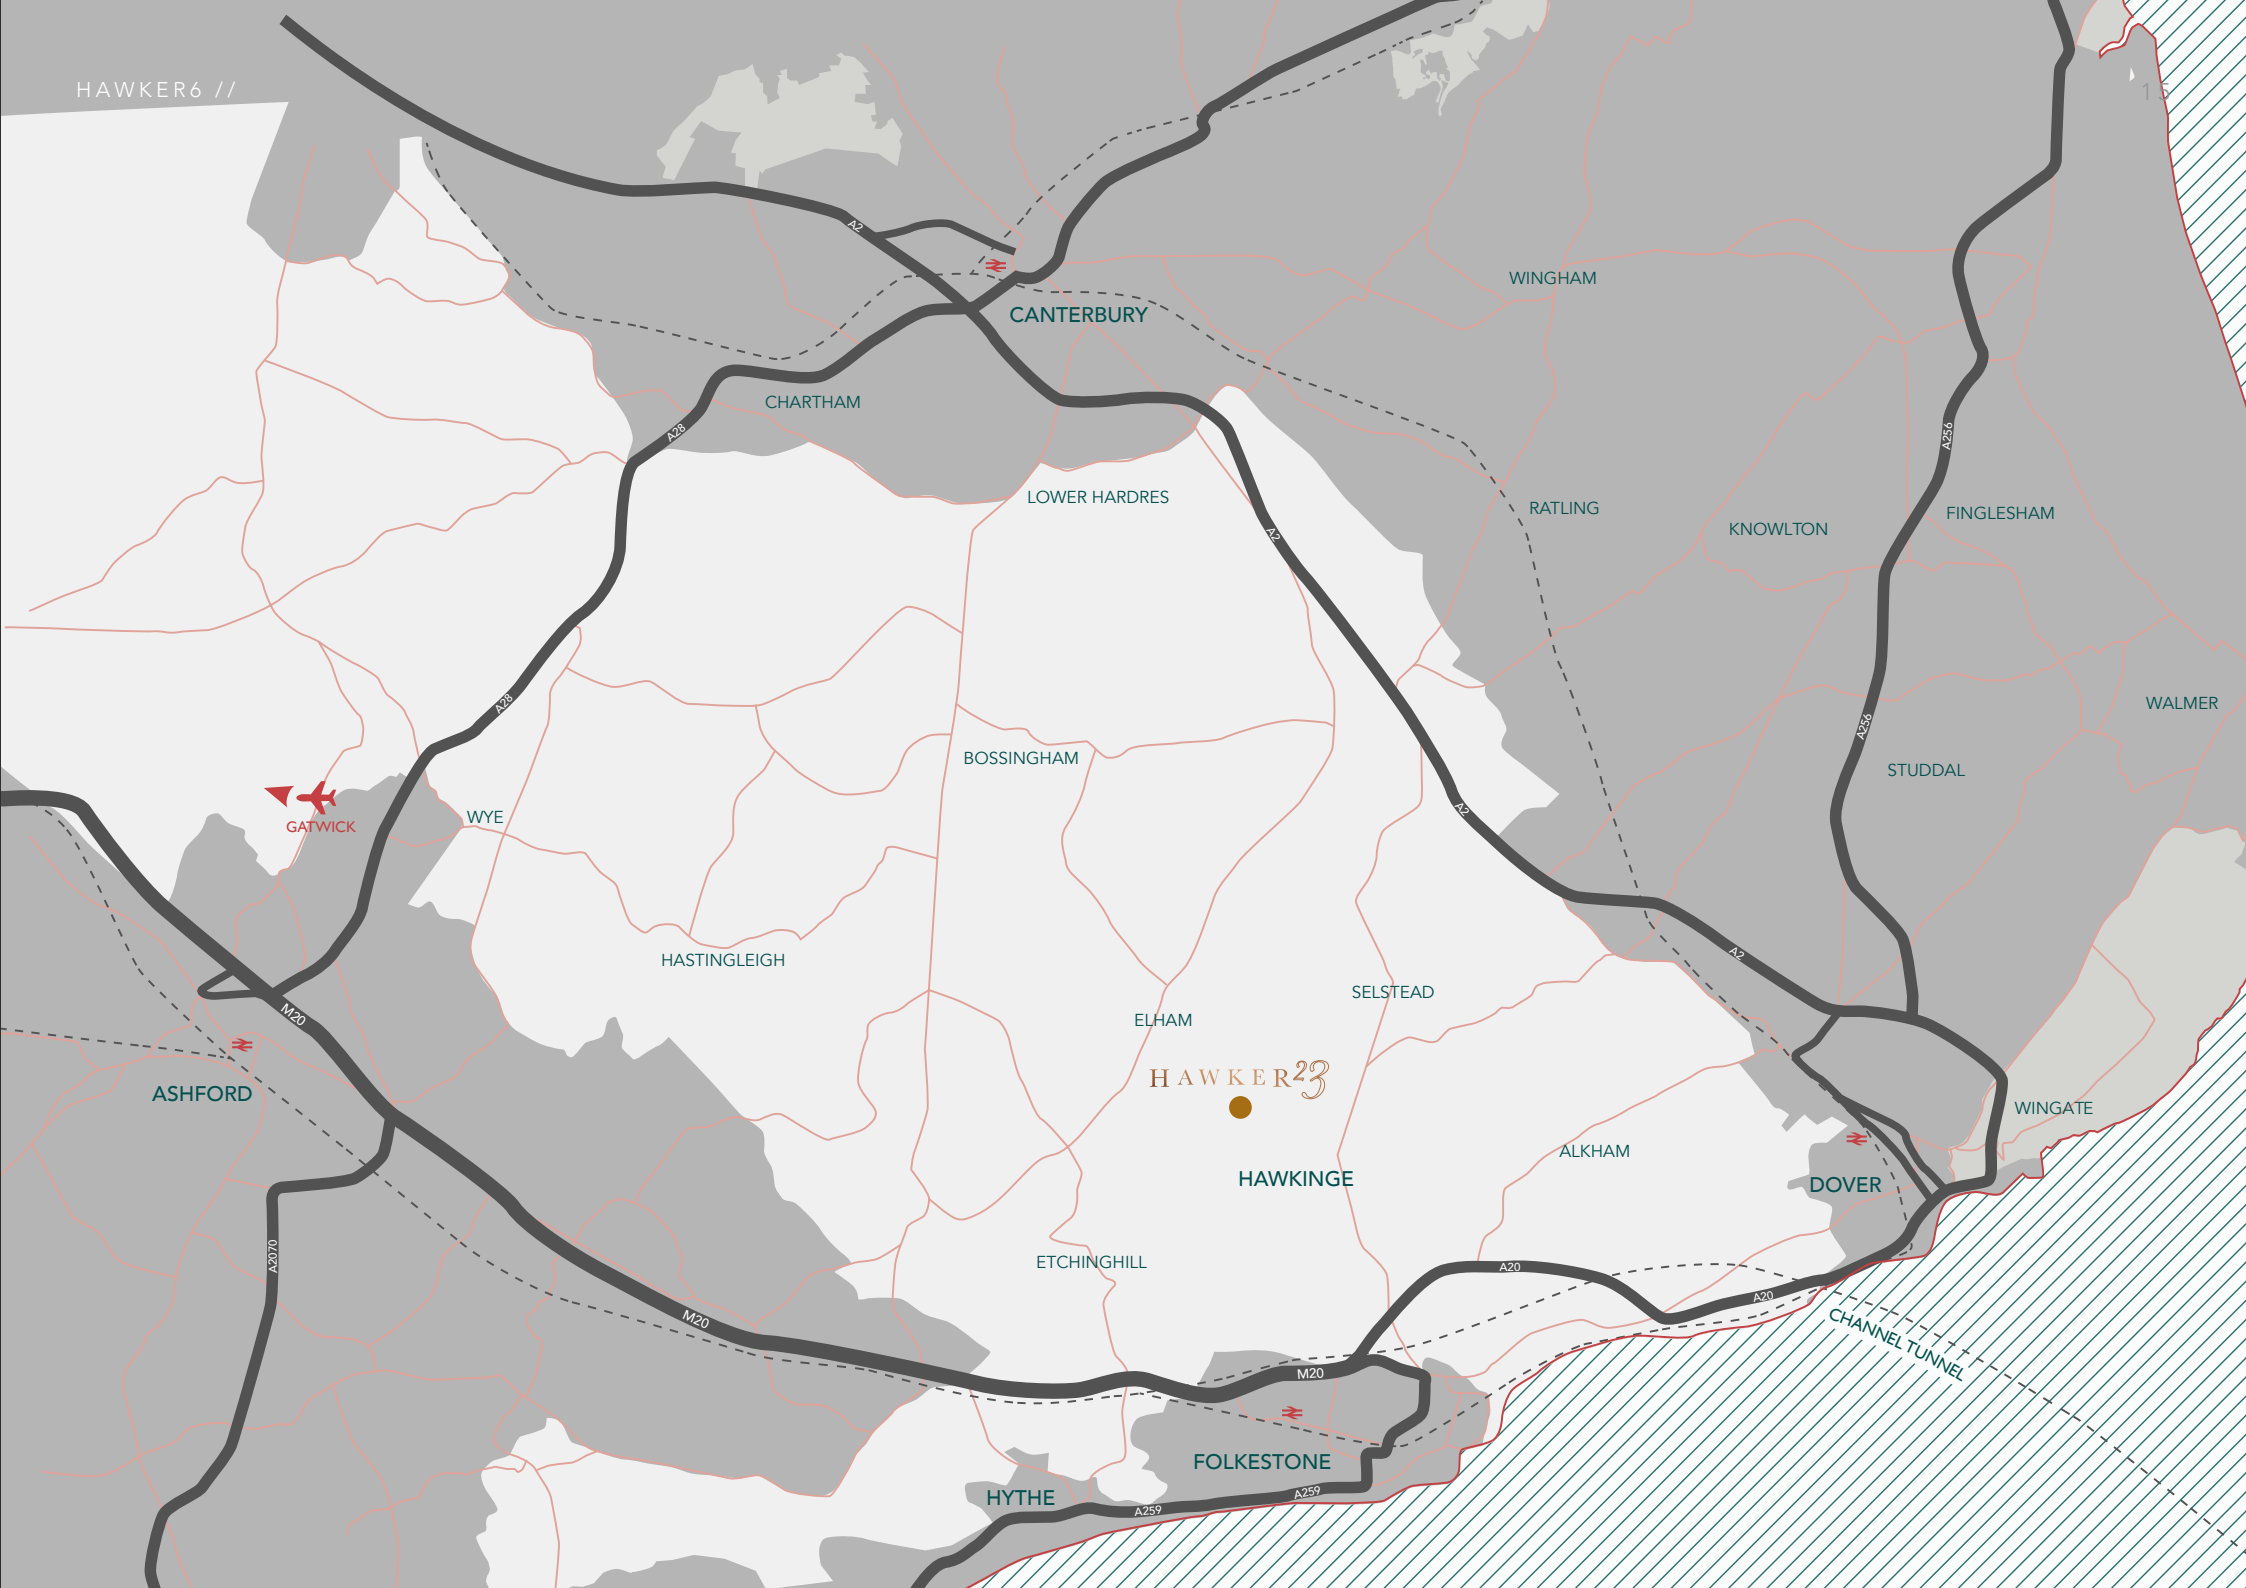 HAWKER6 //
15
A2
WINGHAM
CANTERBURY
CHARTHAM
A28
A256
LOWER HARDRES
RATLING
FINGLESHAM
KNOWLTON
A2
A28
WALMER
A256
BOSSINGHAM
STUDDAL
A2
WYE
GATWICK
HASTINGLEIGH
A2
SELSTEAD
M20
ELHAM
HAWKER23
ASHFORD
WINGATE
ALKHAM
HAWKINGE
DOVER
A2070
ETCHINGHILL
A20
A20
M20
CHANNEL TUNNEL
M20
FOLKESTONE
HYTHE
A259
A259